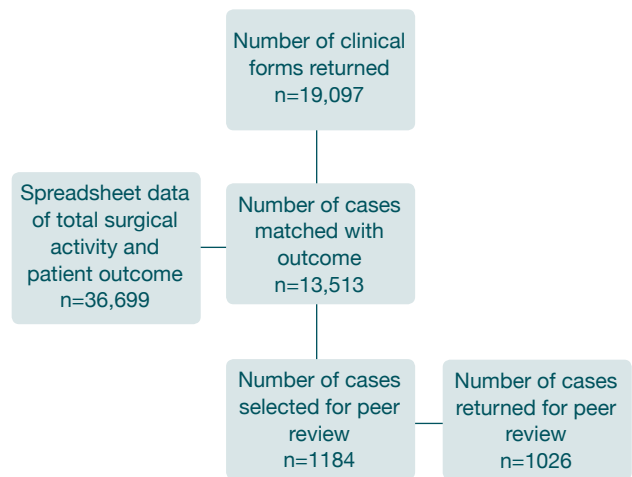 Number of clinical
forms returned
n=19,097
Spreadsheet data
of total surgical
activity and
patient outcome
n=36,699
Number of cases
matched with
outcome
n=13,513
Number of cases
selected for peer
review
n=1184
Number of cases
returned for peer
review
n=1026